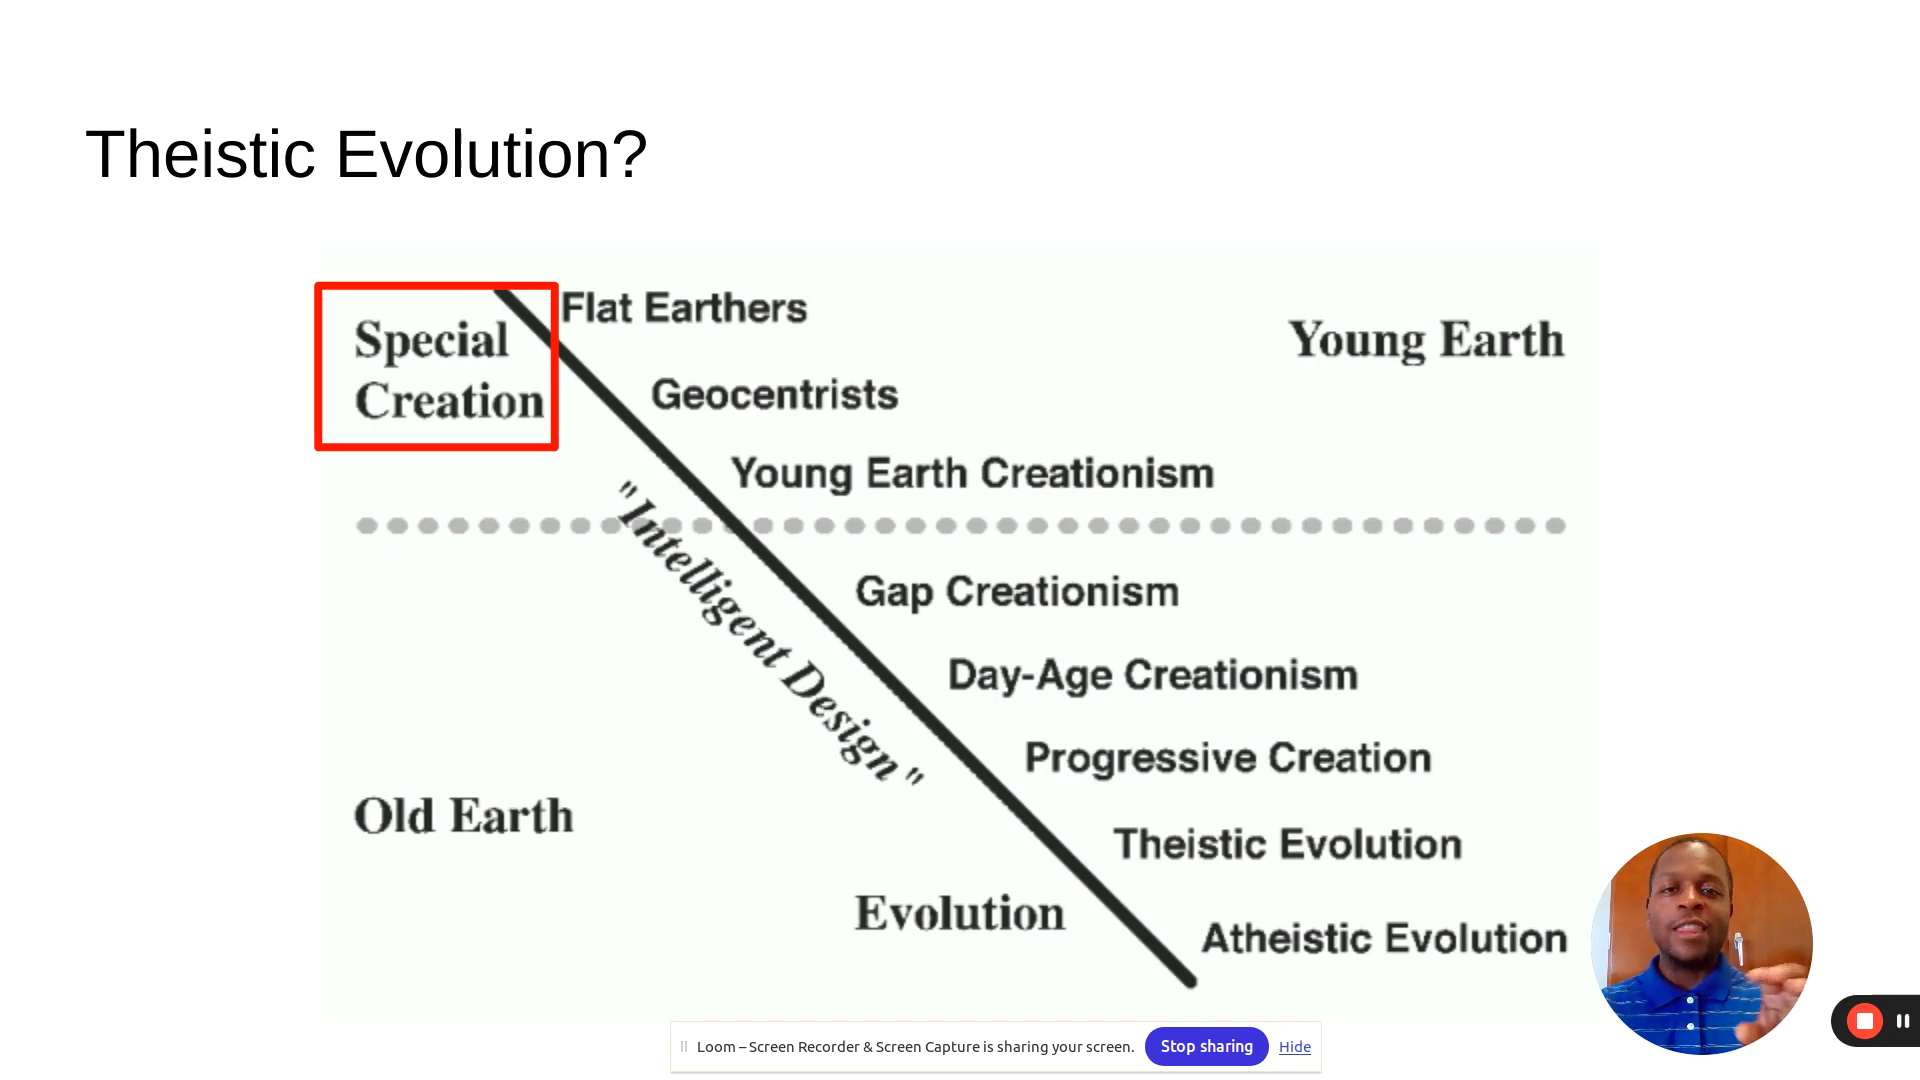 Theistic Evolution?
Special
Creation
Flat Earthers
Young Earth
Geocentrists
Young Earth Creationism
"Intelligent Design"
Gap Creationism
Day-Age Creationism
Progressive Creation
Old Earth
Theistic Evolution
Evolution
Atheistic Evolution
Loom – Screen Recorder & Screen Capture is sharing your screen. Stop sharing Hide